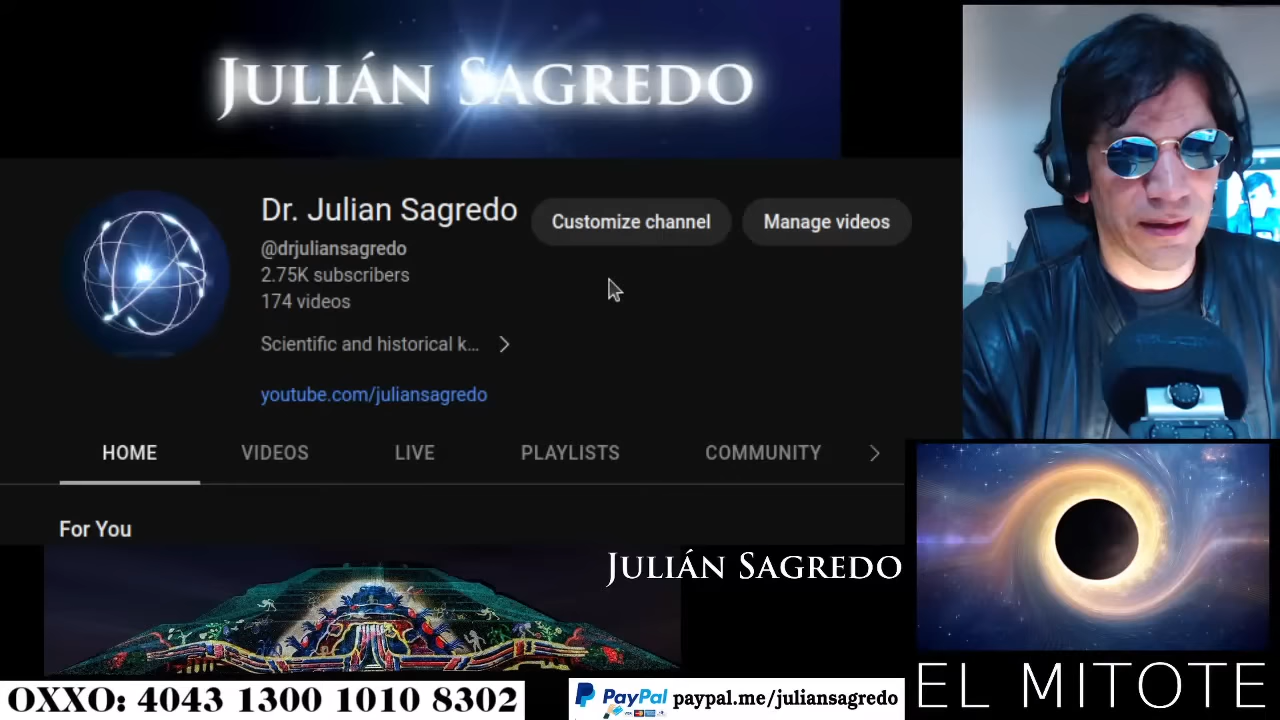 JULIÁN SAGREDO
Dr. Julian Sagredo
Customize channel
Manage videos
@drjuliansagredo
2.75K subscribers
174 videos
Scientific and historical k...
youtube.com/juliansagredo
HOME
VIDEOS
LIVE
PLAYLISTS
COMMUNITY
For You
JULIÁN SAGREDO
EL MITOTE
OXXO: 4043 1300 1010 8302
PayPal paypal.me/juliansagredo